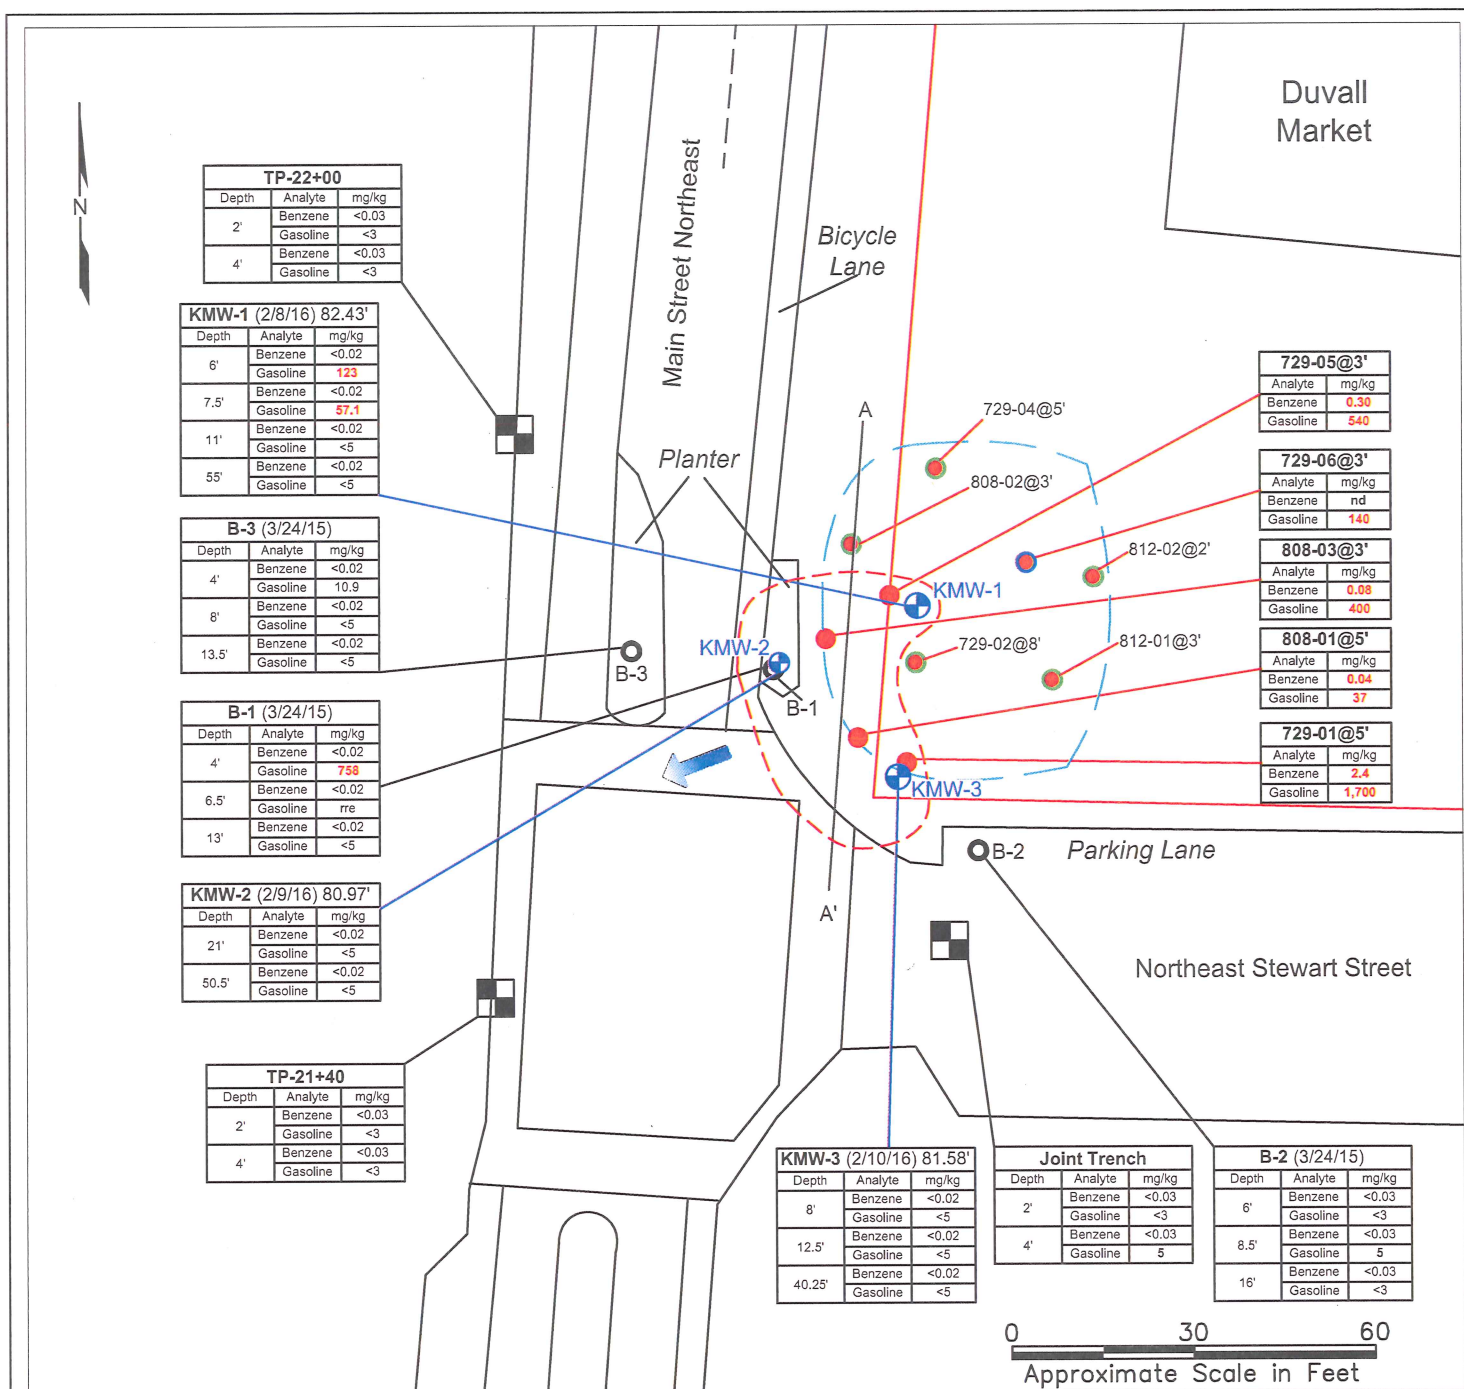 Duvall
Market
N
Main Street Northeast
Bicycle
Lane
Planter
TP-22+00
Depth Analyte mg/kg
2' Benzene <0.03
Gasoline <3
4' Benzene <0.03
Gasoline <3
KMW-1 (2/8/16) 82.43'
Depth Analyte mg/kg
6' Benzene <0.02
Gasoline 123
7.5' Benzene <0.02
Gasoline 57.1
11' Benzene <0.02
Gasoline <5
55' Benzene <0.02
Gasoline <5
B-3 (3/24/15)
Depth Analyte mg/kg
4' Benzene <0.02
Gasoline 10.9
8' Benzene <0.02
Gasoline <5
13.5' Benzene <0.02
Gasoline <5
B-1 (3/24/15)
Depth Analyte mg/kg
4' Benzene <0.02
Gasoline 758
6.5' Benzene <0.02
Gasoline rre
13' Benzene <0.02
Gasoline <5
KMW-2 (2/9/16) 80.97'
Depth Analyte mg/kg
21' Benzene <0.02
Gasoline <5
50.5' Benzene <0.02
Gasoline <5
TP-21+40
Depth Analyte mg/kg
2' Benzene <0.03
Gasoline <3
4' Benzene <0.03
Gasoline <3
A
729-04@5'
808-02@3'
812-02@2'
KMW-1
729-02@8'
812-01@3'
KMW-2
B-3
B-1
KMW-3
B-2
Parking Lane
A'
Northeast Stewart Street
729-05@3'
Analyte mg/kg
Benzene 0.30
Gasoline 540
729-06@3'
Analyte mg/kg
Benzene nd
Gasoline 140
808-03@3'
Analyte mg/kg
Benzene 0.08
Gasoline 400
808-01@5'
Analyte mg/kg
Benzene 0.04
Gasoline 37
729-01@5'
Analyte mg/kg
Benzene 2.4
Gasoline 1,700
KMW-3 (2/10/16) 81.58'
Depth Analyte mg/kg
8' Benzene <0.02
Gasoline <5
12.5' Benzene <0.02
Gasoline <5
40.25' Benzene <0.02
Gasoline <5
Joint Trench
Depth Analyte mg/kg
2' Benzene <0.03
Gasoline <3
4' Benzene <0.03
Gasoline 5
B-2 (3/24/15)
Depth Analyte mg/kg
6' Benzene <0.03
Gasoline <3
8.5' Benzene <0.03
Gasoline 5
16' Benzene <0.03
Gasoline <3
0 30 60
Approximate Scale in Feet